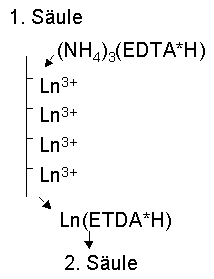 1. Säule
(NH₄)₃(EDTA*H)
Ln³⁺
Ln³⁺
Ln³⁺
Ln³⁺
Ln(ETDA*H)
2. Säule